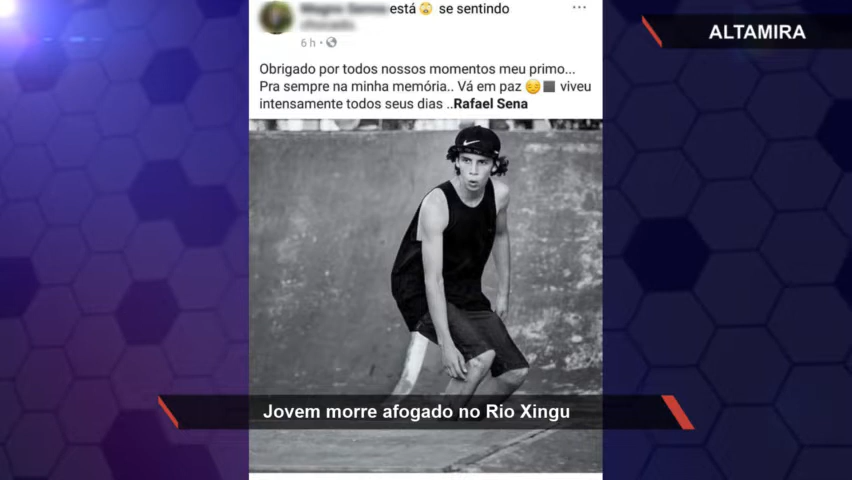 está se sentindo
6 h
ALTAMIRA
Obrigado por todos nossos momentos meu primo...
Pra sempre na minha memória.. Vá em paz 😔 viveu
intensamente todos seus dias ..Rafael Sena
Jovem morre afogado no Rio Xingu